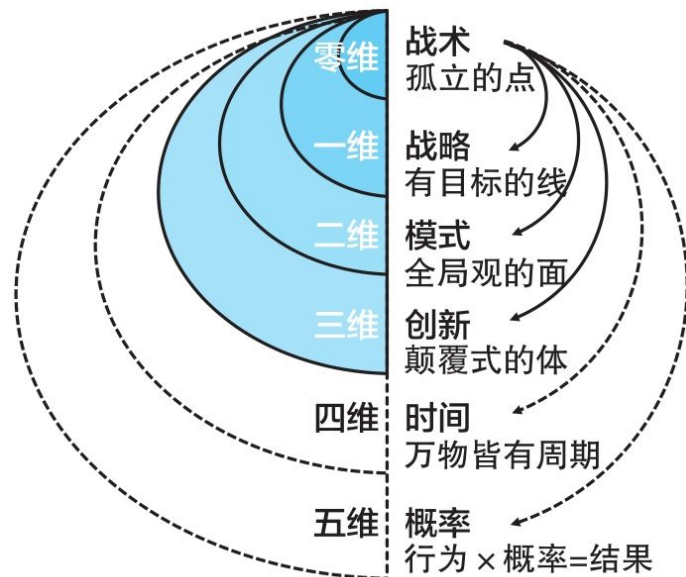 零维 战术
孤立的点
一维 战略
有目标的线
二维 模式
全局观的面
三维 创新
颠覆式的体
四维 时间
万物皆有周期
五维 概率
行为×概率=结果